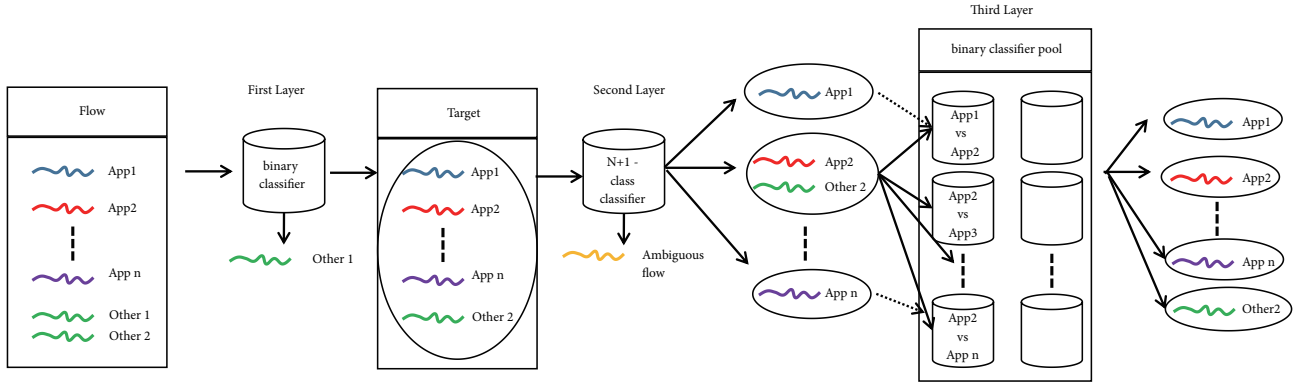 Flow
App1
App2
App n
Other 1
Other 2
First Layer
binary
classifier
Other 1
Target
App1
App2
App n
Other 2
Second Layer
N+1 -
class
classifier
Ambiguous
flow
App1
App2
Other 2
App n
Third Layer
binary classifier pool
App1
vs
App2
App2
vs
App3
App2
vs
App n
App1
App2
App n
Other2